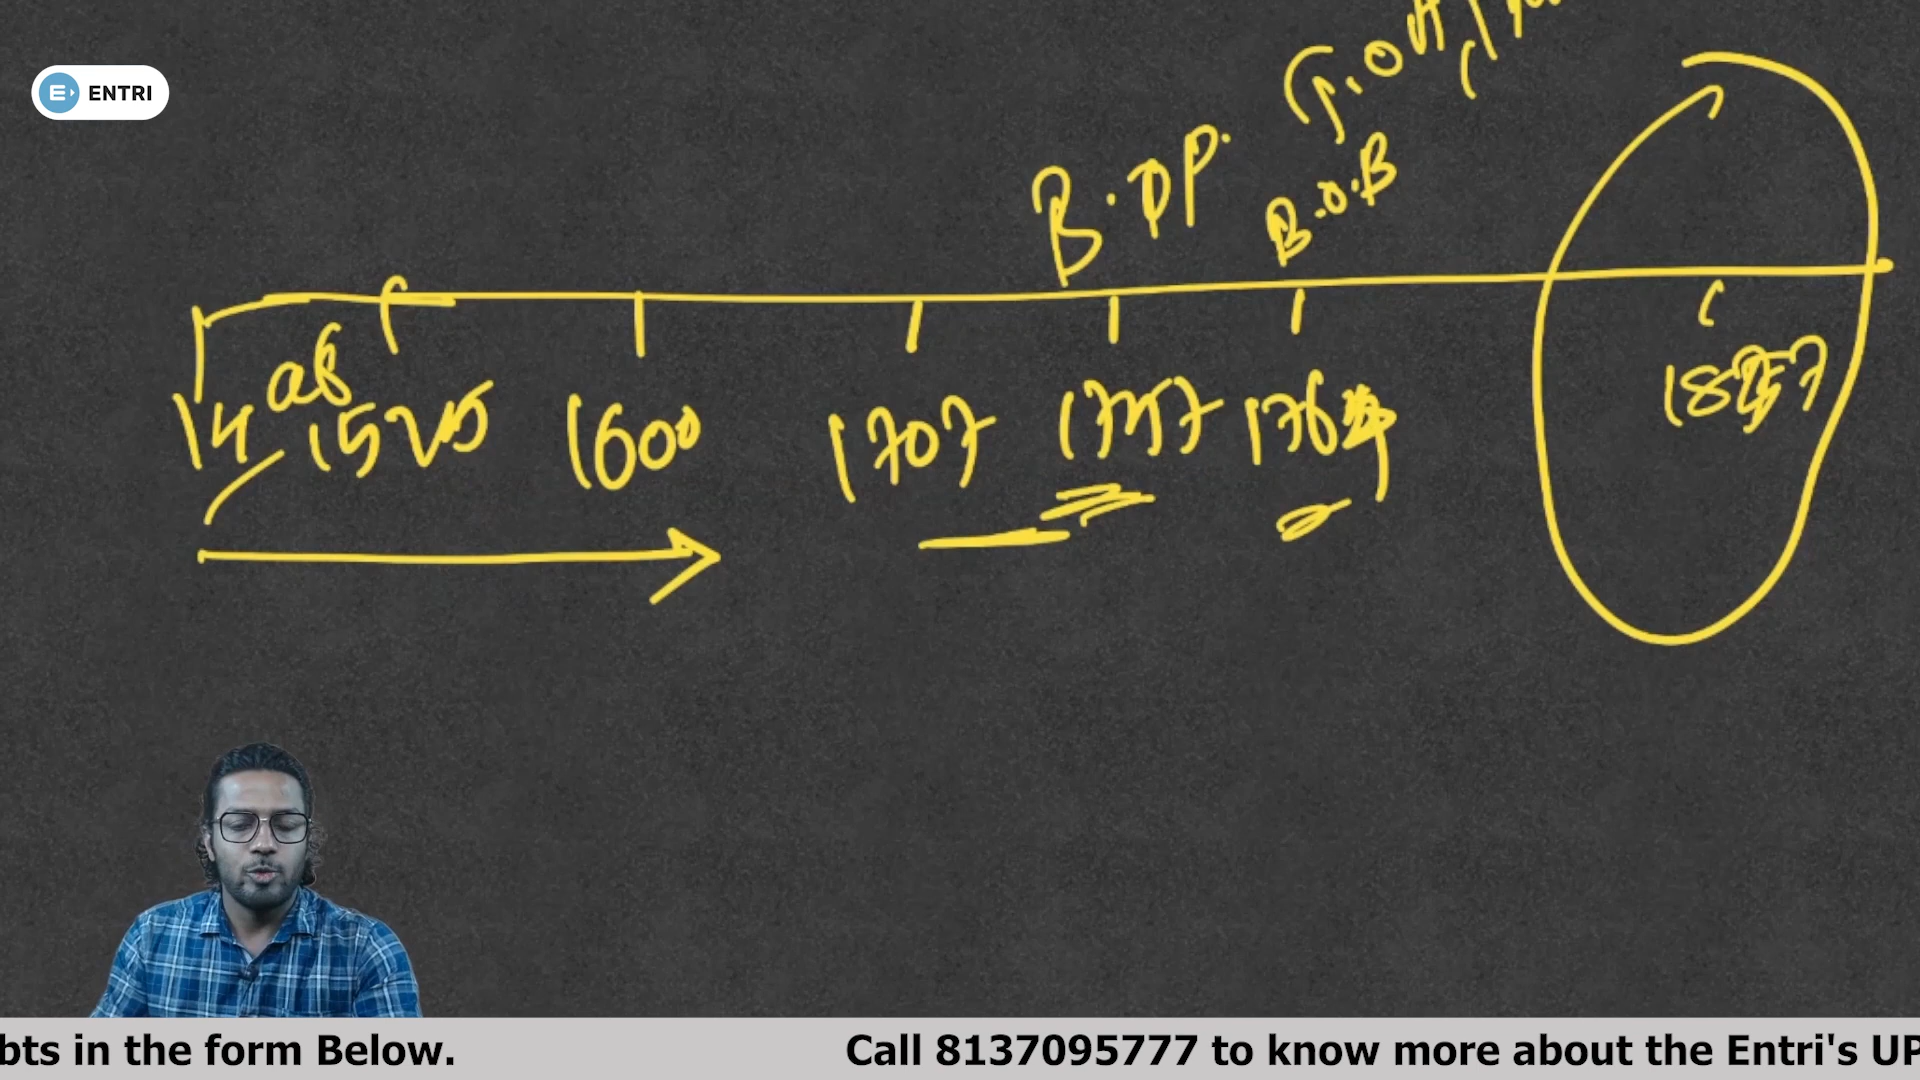 ENTRI
B.O.P.
B.O.B
1498 1525 1600 1707 1757 1764 1857
bts in the form Below. Call 8137095777 to know more about the Entri's UP